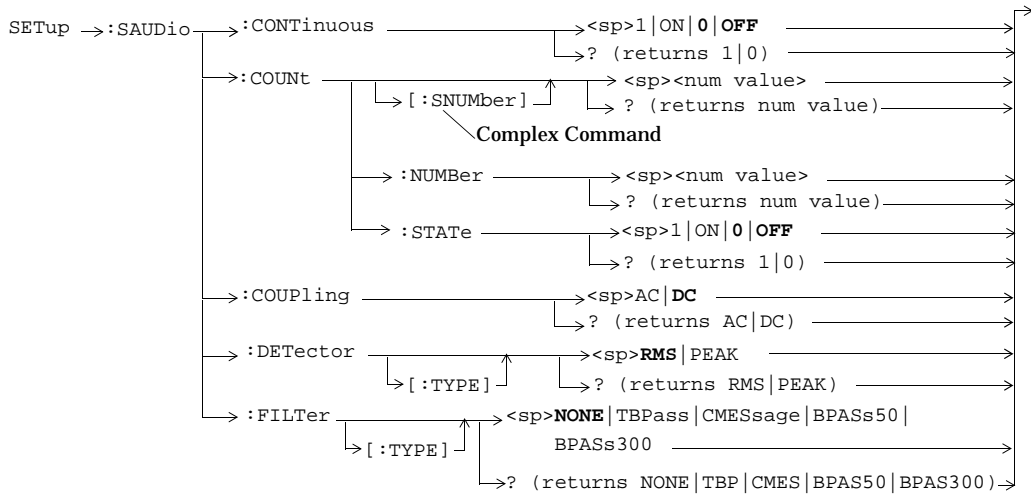 SETup :SAUDio :CONTinuous <sp>1|ON|0|OFF
? (returns 1|0)
:COUNt <sp><num value>
[:SNUMber] ? (returns num value)
Complex Command
:NUMBer <sp><num value>
? (returns num value)
:STATe <sp>1|ON|0|OFF
? (returns 1|0)
:COUPling <sp>AC|DC
? (returns AC|DC)
:DETector <sp>RMS|PEAK
[:TYPE] ? (returns RMS|PEAK)
:FILTer <sp>NONE|TBPass|CMESsage|BPASs50|
[:TYPE] BPASs300
? (returns NONE|TBP|CMES|BPAS50|BPAS300)